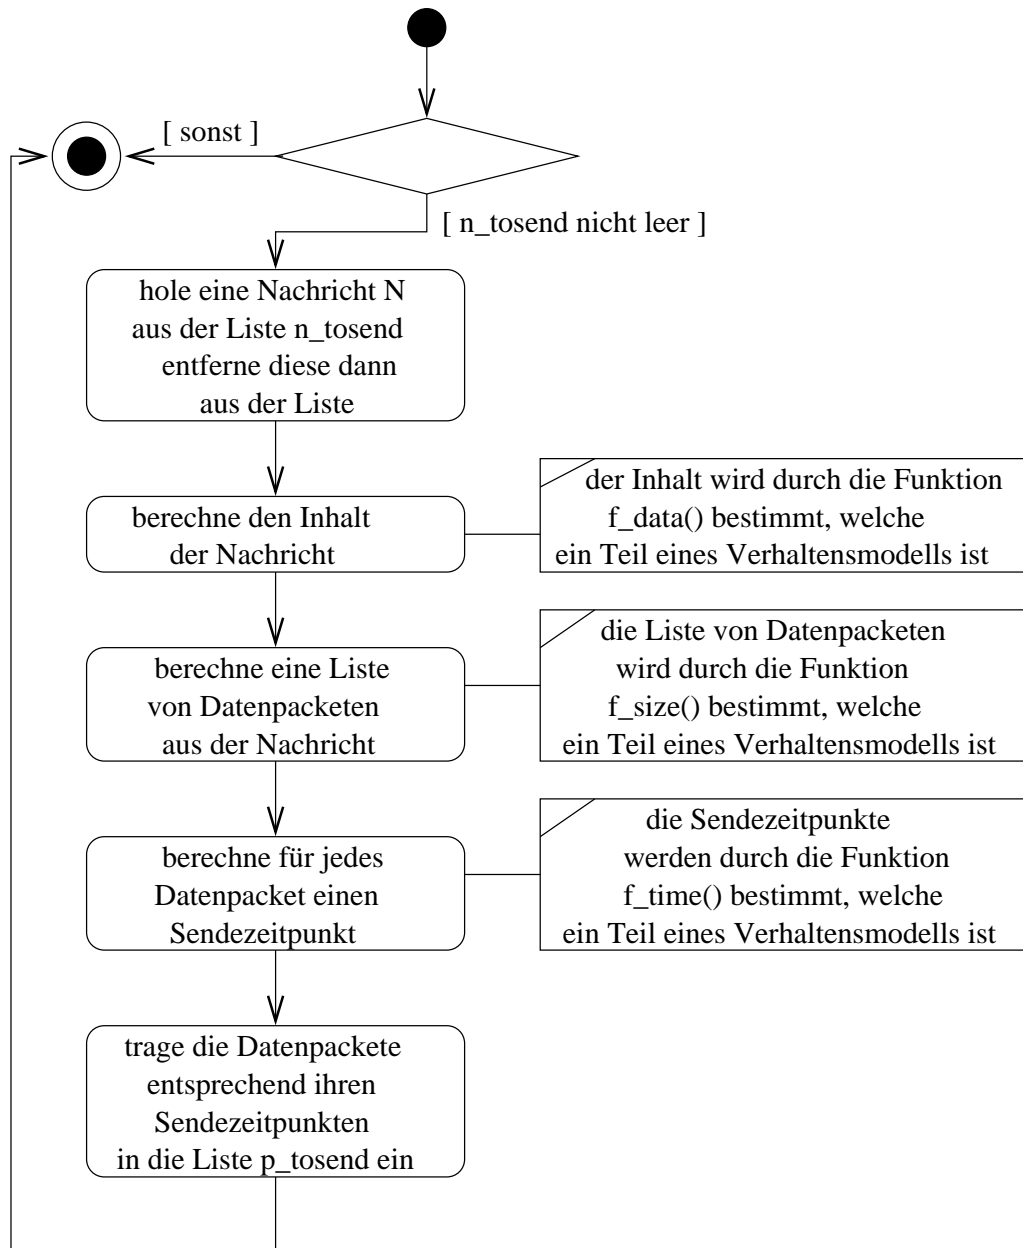 [ sonst ]
[ n_tosend nicht leer ]
hole eine Nachricht N
aus der Liste n_tosend
entferne diese dann
aus der Liste
berechne den Inhalt
der Nachricht
der Inhalt wird durch die Funktion
f_data() bestimmt, welche
ein Teil eines Verhaltensmodells ist
berechne eine Liste
von Datenpacketen
aus der Nachricht
die Liste von Datenpacketen
wird durch die Funktion
f_size() bestimmt, welche
ein Teil eines Verhaltensmodells ist
berechne für jedes
Datenpacket einen
Sendezeitpunkt
die Sendezeitpunkte
werden durch die Funktion
f_time() bestimmt, welche
ein Teil eines Verhaltensmodells ist
trage die Datenpackete
entsprechend ihren
Sendezeitpunkten
in die Liste p_tosend ein